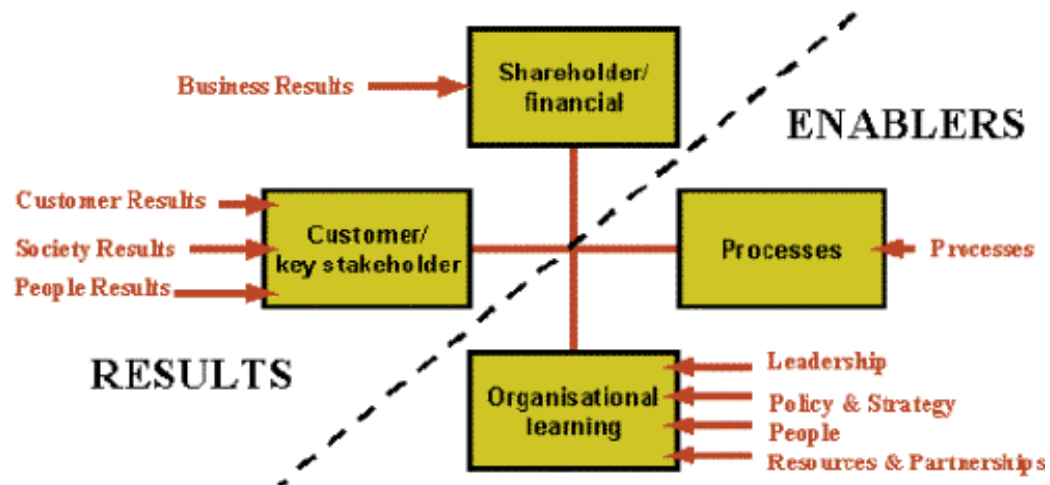 Shareholder/
financial
Business Results
ENABLERS
Customer Results
Society Results
People Results
Customer/
key stakeholder
Processes
Processes
RESULTS
Organisational
learning
Leadership
Policy & Strategy
People
Resources & Partnerships